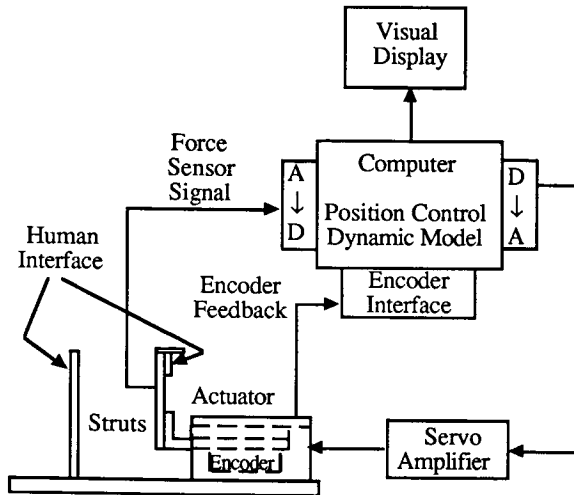 Visual
Display
Force
Sensor
Signal
A
↓
D
Computer
Position Control
Dynamic Model
D
↓
A
Human
Interface
Encoder
Feedback
Encoder
Interface
Actuator
Struts
Encoder
Servo
Amplifier